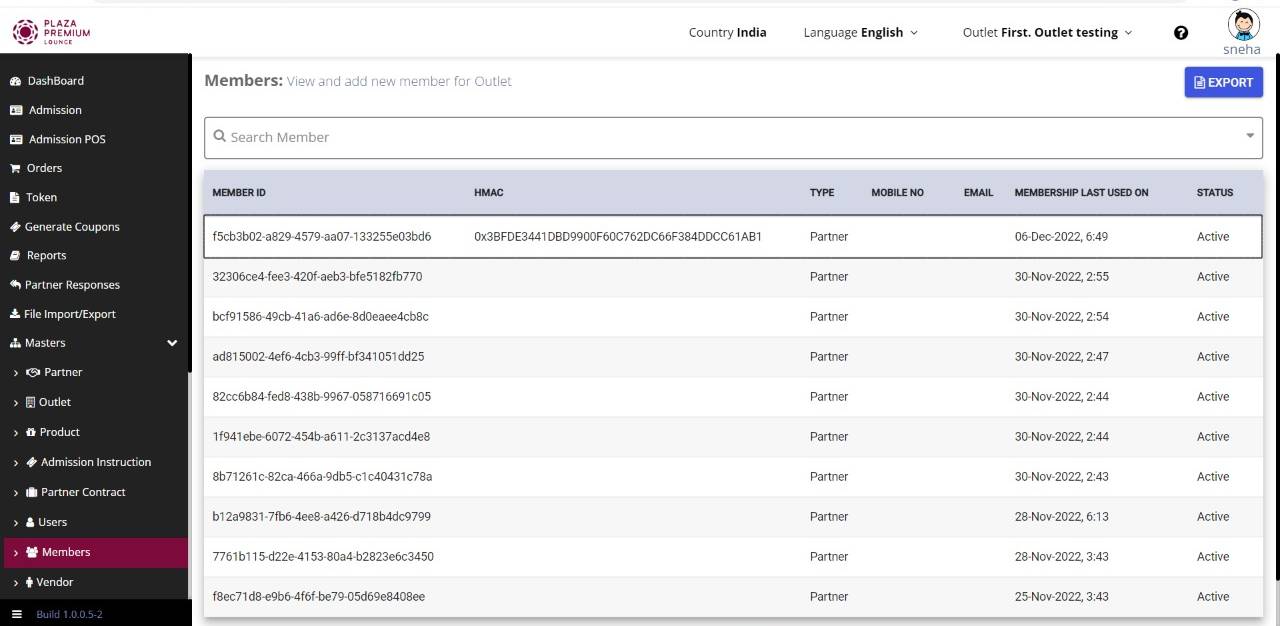 PLAZA
PREMIUM
LOUNGE
Country India
Language English
Outlet First. Outlet testing
sneha
DashBoard
Admission
Admission POS
Orders
Token
Generate Coupons
Reports
Partner Responses
File Import/Export
Masters
Partner
Outlet
Product
Admission Instruction
Partner Contract
Users
Members
Vendor
Build 1.0.0.5-2
Members: View and add new member for Outlet
EXPORT
Search Member
MEMBER ID HMAC TYPE MOBILE NO EMAIL MEMBERSHIP LAST USED ON STATUS
f5cb3b02-a829-4579-aa07-133255e03bd6 0x3BFDE3441DBD9900F60C762DC66F384DDCC61AB1 Partner 06-Dec-2022, 6:49 Active
32306ce4-fee3-420f-aeb3-bfe5182fb770 Partner 30-Nov-2022, 2:55 Active
bcf91586-49cb-41a6-ad6e-8d0eaee4cb8c Partner 30-Nov-2022, 2:54 Active
ad815002-4ef6-4cb3-99ff-bf341051dd25 Partner 30-Nov-2022, 2:47 Active
82cc6b84-fed8-438b-9967-058716691c05 Partner 30-Nov-2022, 2:44 Active
1f941ebe-6072-454b-a611-2c3137acd4e8 Partner 30-Nov-2022, 2:44 Active
8b71261c-82ca-466a-9db5-c1c40431c78a Partner 30-Nov-2022, 2:43 Active
b12a9831-7fb6-4ee8-a426-d718b4dc9799 Partner 28-Nov-2022, 6:13 Active
7761b115-d22e-4153-80a4-b2823e6c3450 Partner 28-Nov-2022, 3:43 Active
f8ec71d8-e9b6-4f6f-be79-05d69e8408ee Partner 25-Nov-2022, 3:43 Active